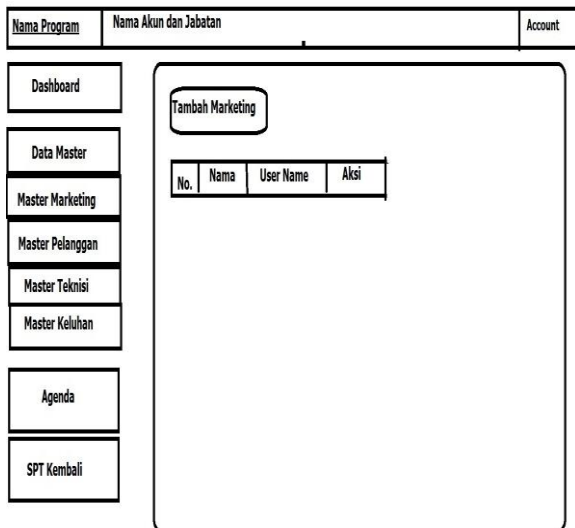 Nama Program
Nama Akun dan Jabatan
Account
Dashboard
Data Master
Master Marketing
Master Pelanggan
Master Teknisi
Master Keluhan
Agenda
SPT Kembali
Tambah Marketing
No. Nama User Name Aksi